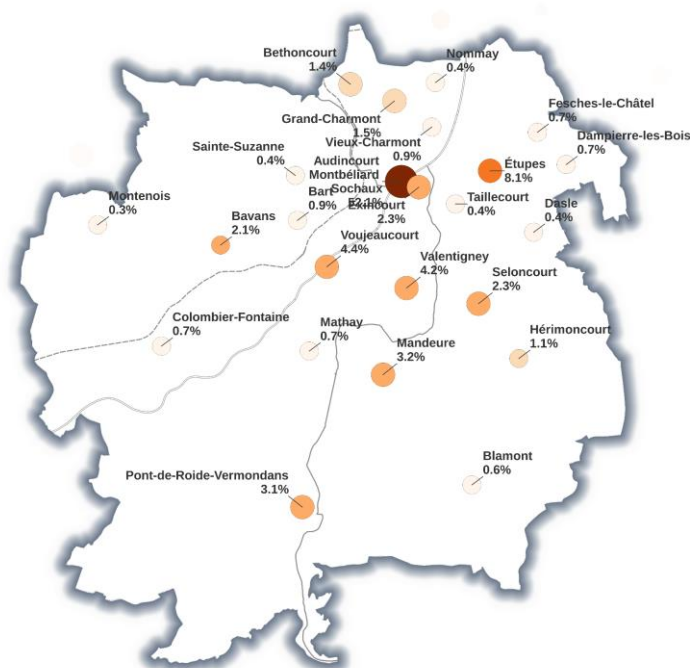 Bethoncourt
1.4%
Nommay
0.4%
Grand-Charmont
1.5%
Fesches-le-Châtel
0.7%
Vieux-Charmont
0.9%
Dampierre-les-Bois
0.7%
Sainte-Suzanne
0.4%
Audincourt
Montbéliard
Sochaux
52.1%
Étupes
8.1%
Bart
0.9%
Exincourt
2.3%
Taillecourt
0.4%
Dasle
0.4%
Montenois
0.3%
Bavans
2.1%
Voujeaucourt
4.4%
Valentigney
4.2%
Seloncourt
2.3%
Colombier-Fontaine
0.7%
Mathay
0.7%
Mandeure
3.2%
Hérimoncourt
1.1%
Blamont
0.6%
Pont-de-Roide-Vermondans
3.1%